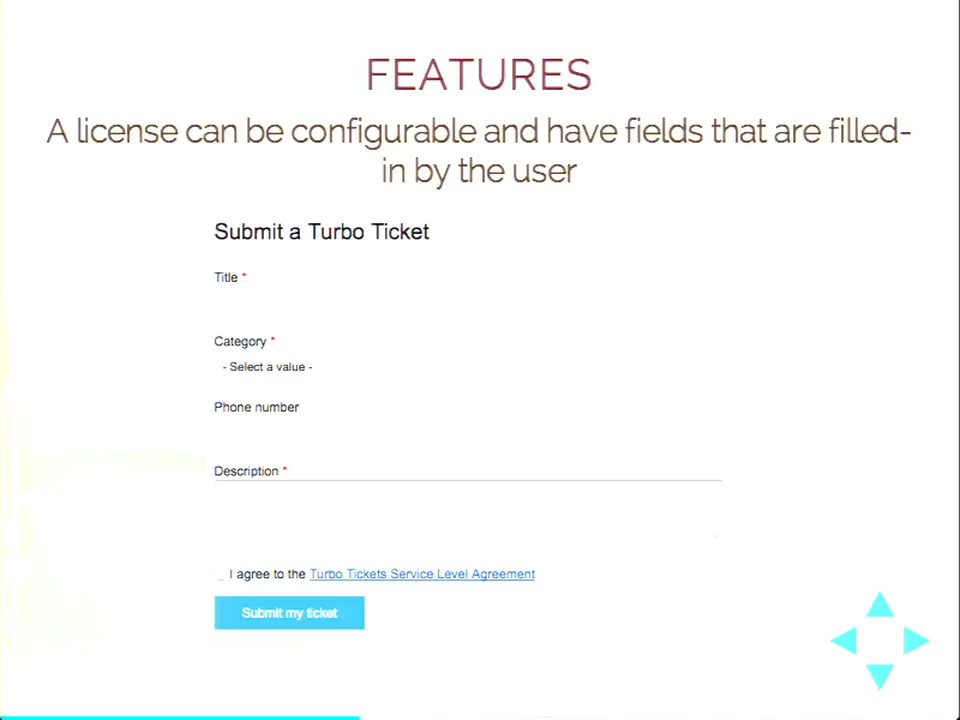 FEATURES
A license can be configurable and have fields that are filled-
in by the user
Submit a Turbo Ticket
Title *
Category *
- Select a value -
Phone number
Description *
I agree to the Turbo Tickets Service Level Agreement
Submit my ticket